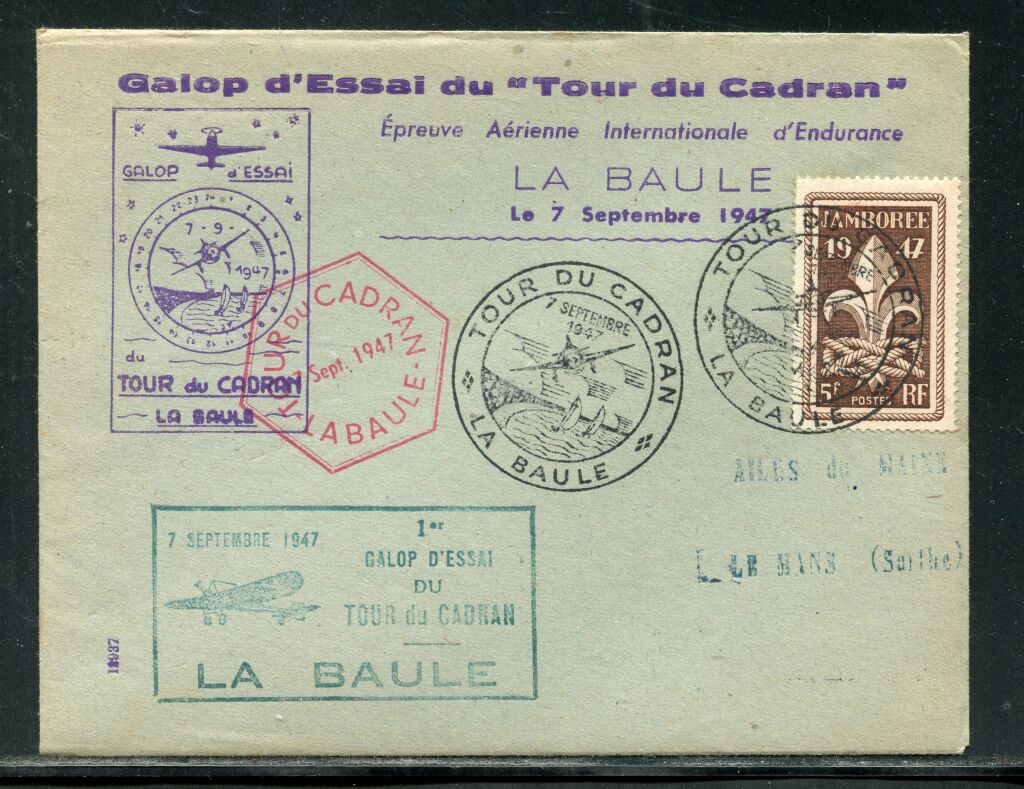 Galop d'Essai du "Tour du Cadran"
Épreuve Aérienne Internationale d'Endurance
LA BAULE
Le 7 Septembre 1947
GALOP d'ESSAI
7-9-1947
du
TOUR du CADRAN
LA BAULE
TOUR DU CADRAN
7 Sept. 1947
LA BAULE
TOUR DU CADRAN
7 SEPTEMBRE
1947
LA BAULE
TOUR DU CADRAN
LA BAULE
JAMBOREE
1947
5F POSTES RF
AILES du MAINE
LE MANS (Sarthe)
7 SEPTEMBRE 1947
1er
GALOP D'ESSAI
DU
TOUR du CADRAN
LA BAULE